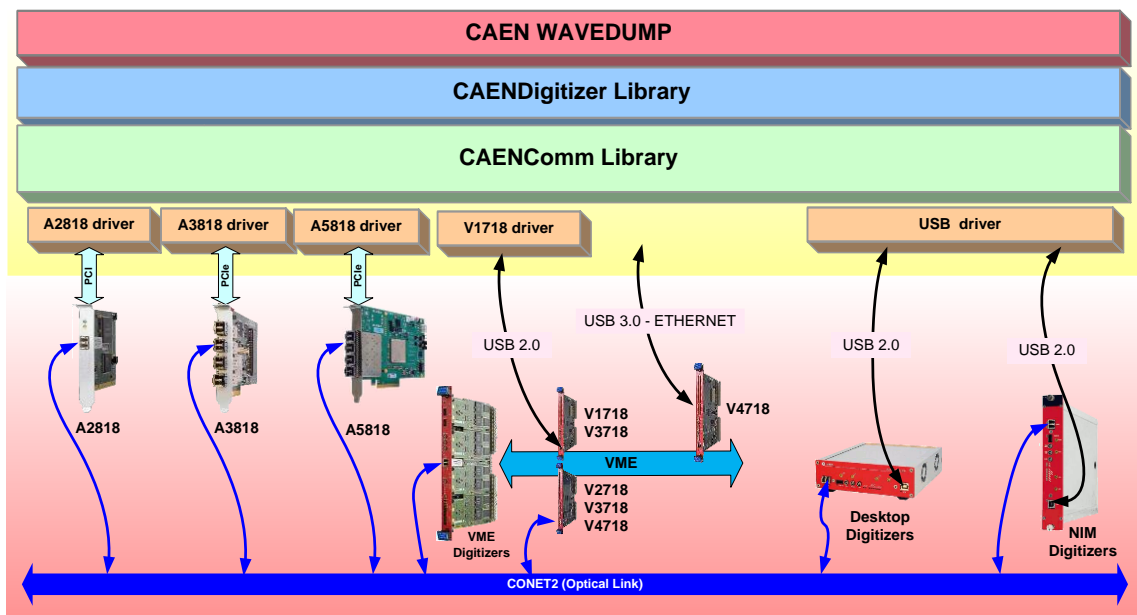 CAEN WAVEDUMP
CAENDigitizer Library
CAENComm Library
A2818 driver
A3818 driver
A5818 driver
V1718 driver
USB driver
PCI
PCIe
PCIe
USB 3.0 - ETHERNET
USB 2.0
USB 2.0
USB 2.0
A2818
A3818
A5818
V1718
V3718
V4718
VME
V2718
V3718
V4718
VME
Digitizers
Desktop
Digitizers
NIM
Digitizers
CONET2 (Optical Link)